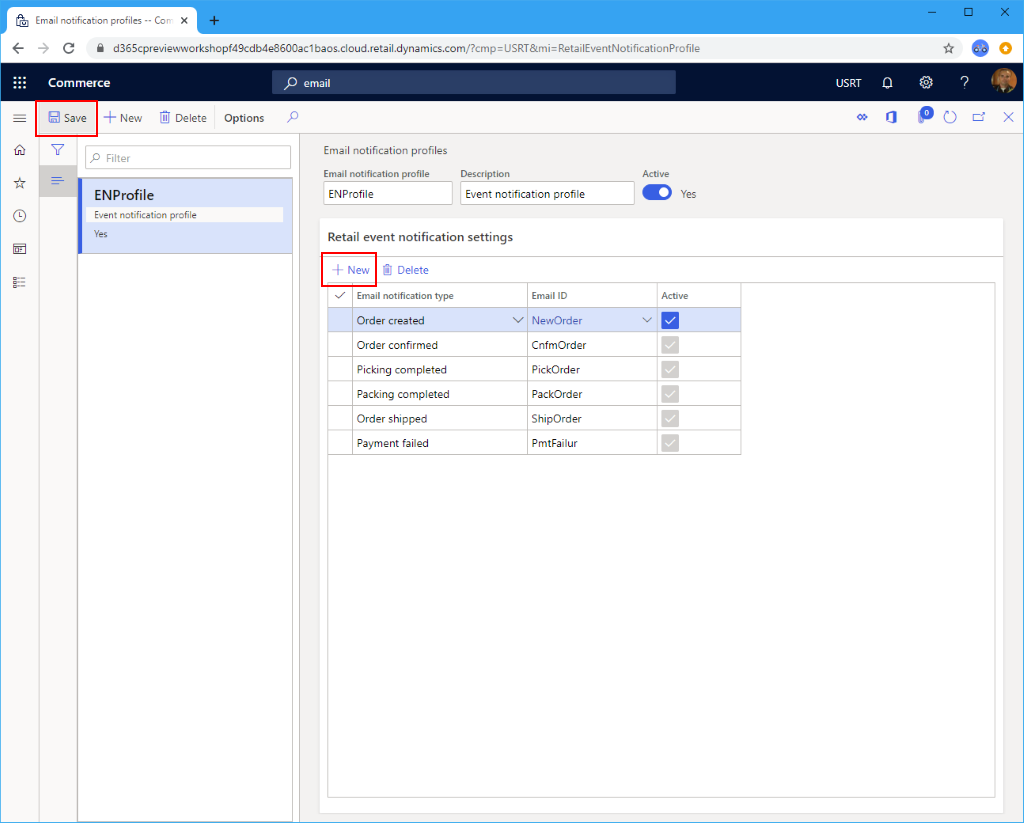 Email notification profiles -- Com
d365cpreviewworkshopf49cdb4e8600ac1baos.cloud.retail.dynamics.com/?cmp=USRT&mi=RetailEventNotificationProfile
Commerce
email
USRT
Save
New
Delete
Options
0
Filter
ENProfile
Event notification profile
Yes
Email notification profiles
Email notification profile Description Active
ENProfile Event notification profile Yes
Retail event notification settings
New Delete
Email notification type Email ID Active
Order created NewOrder
Order confirmed CnfmOrder
Picking completed PickOrder
Packing completed PackOrder
Order shipped ShipOrder
Payment failed PmtFailur